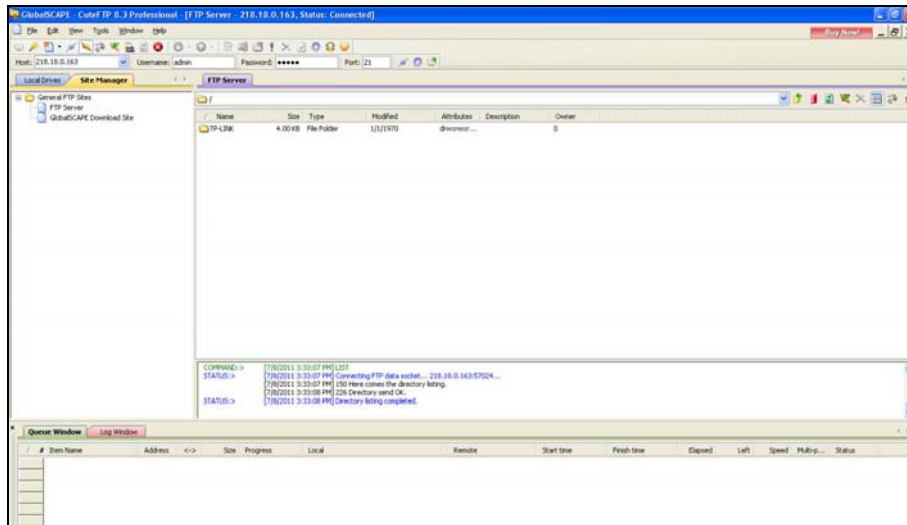 GlobalSCAPE - CuteFTP 8.3 Professional - [FTP Server - 218.18.0.163, Status: Connected]
File Edit View Tools Window Help
Buy Now!
Host: 218.18.0.163 Username: admin Password: ●●●●● Port: 21
Local Drives Site Manager FTP Server
General FTP Sites
FTP Server
GlobalSCAPE Download Site
/
/ Name Size Type Modified Attributes Description Owner
TP-LINK 4.00 KB File Folder 1/1/1970 0
COMMAND:> [7/8/2011 3:33:07 PM] LIST
STATUS:> [7/8/2011 3:33:07 PM] Connecting FTP data socket... 218.18.0.163:57024...
[7/8/2011 3:33:07 PM] 150 Here comes the directory listing.
[7/8/2011 3:33:08 PM] 226 Directory send OK.
STATUS:> [7/8/2011 3:33:08 PM] Directory listing completed.
Queue Window Log Window
/ # Item Name Address <-> Size Progress Local Remote Start time Finish time Elapsed Left Speed Multi-p... Status